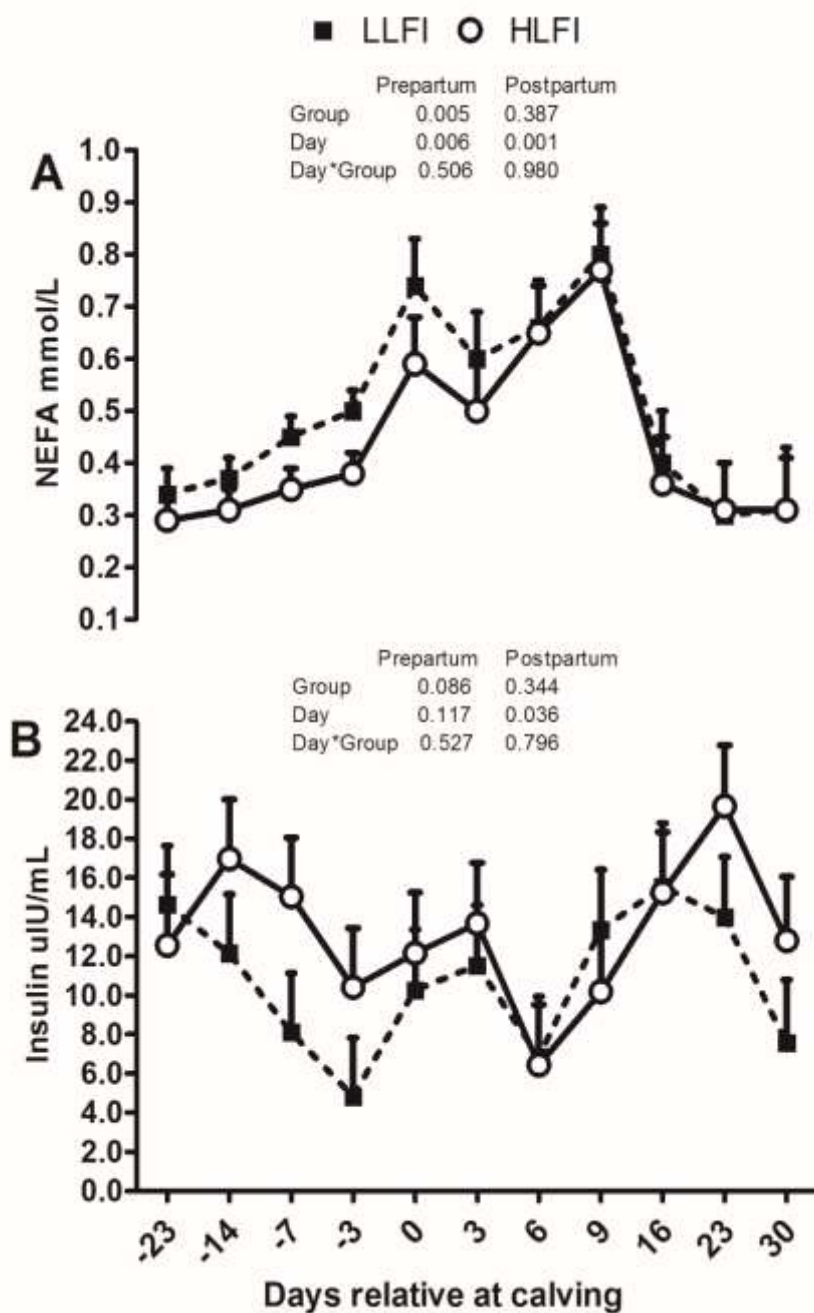 LLFI HLFI
Prepartum Postpartum
Group 0.005 0.387
Day 0.006 0.001
Day*Group 0.506 0.980
A
NEFA mmol/L
1.0
0.9
0.8
0.7
0.6
0.5
0.4
0.3
0.2
0.1
Prepartum Postpartum
Group 0.086 0.344
Day 0.117 0.036
Day*Group 0.527 0.796
B
Insulin uIU/mL
24.0
22.0
20.0
18.0
16.0
14.0
12.0
10.0
8.0
6.0
4.0
2.0
0.0
-23 -14 -7 -3 0 3 6 9 16 23 30
Days relative at calving